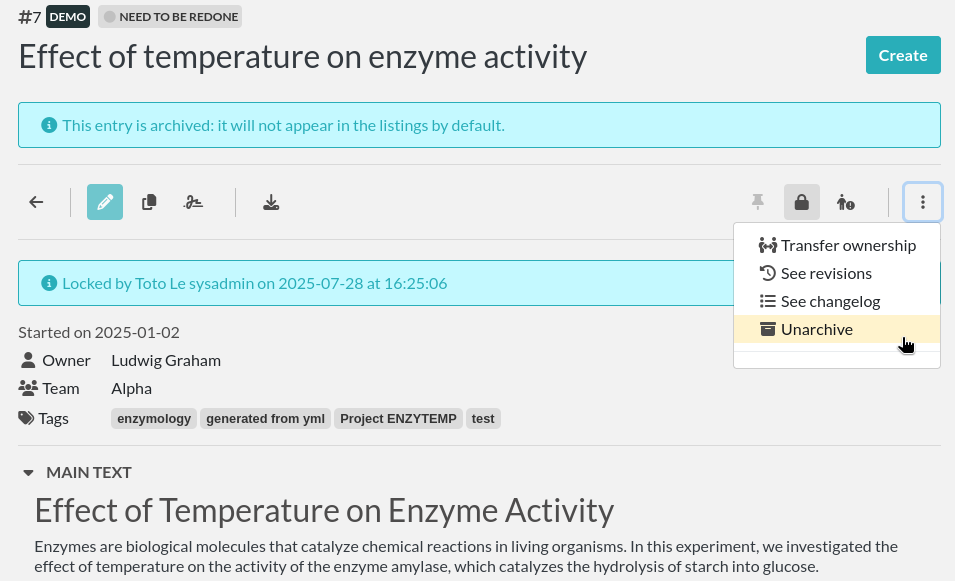 #7 DEMO NEED TO BE REDONE
Effect of temperature on enzyme activity
Create
This entry is archived: it will not appear in the listings by default.
Transfer ownership
See revisions
See changelog
Unarchive
Locked by Toto Le sysadmin on 2025-07-28 at 16:25:06
Started on 2025-01-02
Owner Ludwig Graham
Team Alpha
Tags enzymology generated from yml Project ENZYTEMP test
MAIN TEXT
Effect of Temperature on Enzyme Activity
Enzymes are biological molecules that catalyze chemical reactions in living organisms. In this experiment, we investigated the
effect of temperature on the activity of the enzyme amylase, which catalyzes the hydrolysis of starch into glucose.